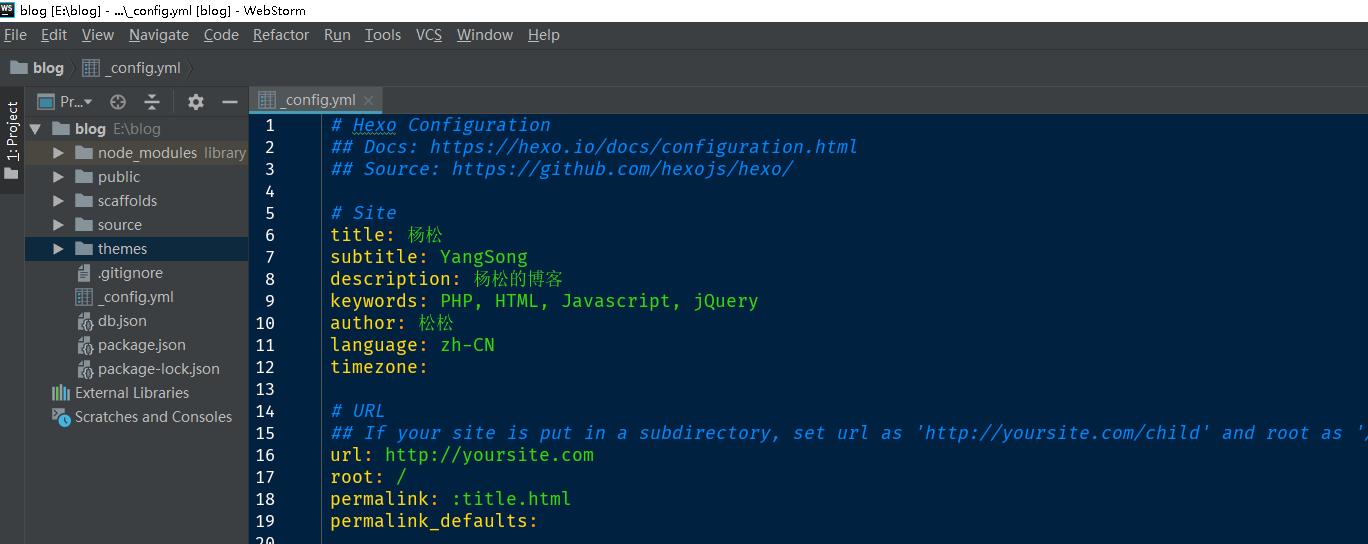 WS blog [E:\blog] - ...\_config.yml [blog] - WebStorm
File Edit View Navigate Code Refactor Run Tools VCS Window Help
blog _config.yml
Pr... _config.yml
1: Project
blog E:\blog
node_modules library
public
scaffolds
source
themes
.gitignore
_config.yml
db.json
package.json
package-lock.json
External Libraries
Scratches and Consoles
1 # Hexo Configuration
2 ## Docs: https://hexo.io/docs/configuration.html
3 ## Source: https://github.com/hexojs/hexo/
4
5 # Site
6 title: 杨松
7 subtitle: YangSong
8 description: 杨松的博客
9 keywords: PHP, HTML, Javascript, jQuery
10 author: 松松
11 language: zh-CN
12 timezone:
13
14 # URL
15 ## If your site is put in a subdirectory, set url as 'http://yoursite.com/child' and root as '/
16 url: http://yoursite.com
17 root: /
18 permalink: :title.html
19 permalink_defaults:
20